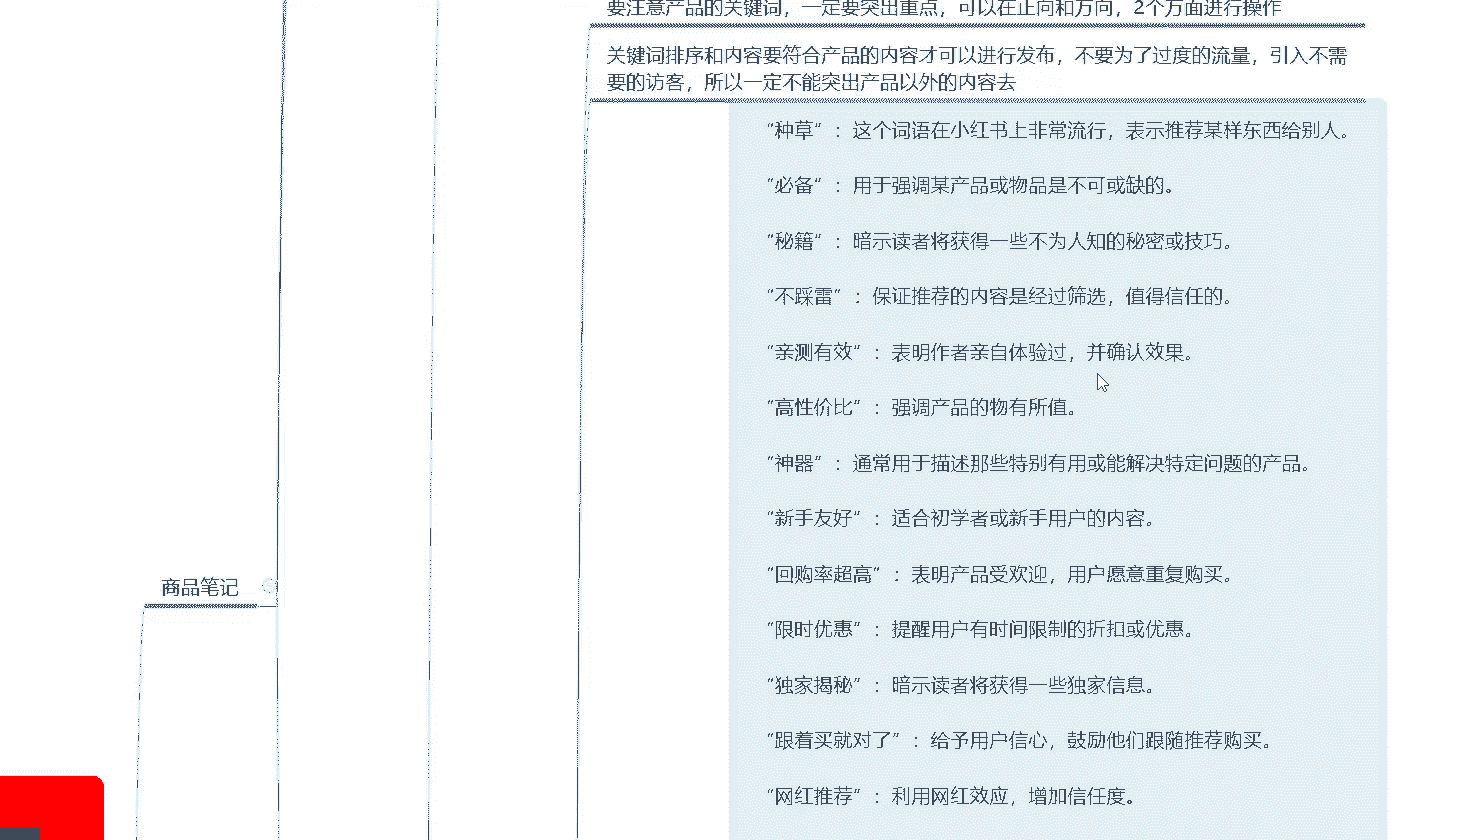 要注意产品的关键词，一定要突出重点，可以在正向和方向，2个方面进行操作
关键词排序和内容要符合产品的内容才可以进行发布，不要为了过度的流量，引入不需
要的访客，所以一定不能突出产品以外的内容去
“种草”：这个词语在小红书上非常流行，表示推荐某样东西给别人。
“必备”：用于强调某产品或物品是不可或缺的。
“秘籍”：暗示读者将获得一些不为人知的秘密或技巧。
“不踩雷”：保证推荐的内容是经过筛选，值得信任的。
“亲测有效”：表明作者亲自体验过，并确认效果。
“高性价比”：强调产品的物有所值。
“神器”：通常用于描述那些特别有用或能解决特定问题的产品。
“新手友好”：适合初学者或新手用户的内容。
“回购率超高”：表明产品受欢迎，用户愿意重复购买。
“限时优惠”：提醒用户有时间限制的折扣或优惠。
“独家揭秘”：暗示读者将获得一些独家信息。
“跟着买就对了”：给予用户信心，鼓励他们跟随推荐购买。
“网红推荐”：利用网红效应，增加信任度。
商品笔记